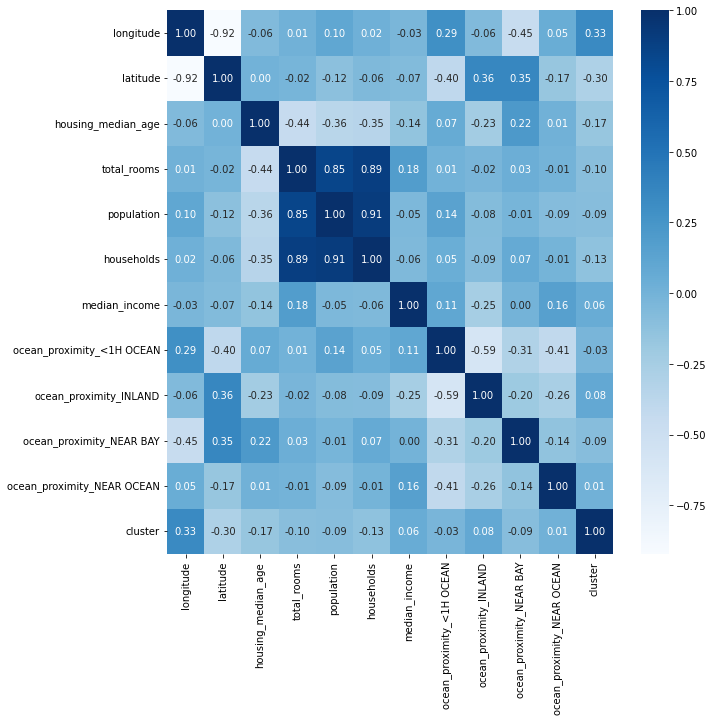 longitude 1.00 -0.92 -0.06 0.01 0.10 0.02 -0.03 0.29 -0.06 -0.45 0.05 0.33
latitude -0.92 1.00 0.00 -0.02 -0.12 -0.06 -0.07 -0.40 0.36 0.35 -0.17 -0.30
housing_median_age -0.06 0.00 1.00 -0.44 -0.36 -0.35 -0.14 0.07 -0.23 0.22 0.01 -0.17
total_rooms 0.01 -0.02 -0.44 1.00 0.85 0.89 0.18 0.01 -0.02 0.03 -0.01 -0.10
population 0.10 -0.12 -0.36 0.85 1.00 0.91 -0.05 0.14 -0.08 -0.01 -0.09 -0.09
households 0.02 -0.06 -0.35 0.89 0.91 1.00 -0.06 0.05 -0.09 0.07 -0.01 -0.13
median_income -0.03 -0.07 -0.14 0.18 -0.05 -0.06 1.00 0.11 -0.25 0.00 0.16 0.06
ocean_proximity_<1H OCEAN 0.29 -0.40 0.07 0.01 0.14 0.05 0.11 1.00 -0.59 -0.31 -0.41 -0.03
ocean_proximity_INLAND -0.06 0.36 -0.23 -0.02 -0.08 -0.09 -0.25 -0.59 1.00 -0.20 -0.26 0.08
ocean_proximity_NEAR BAY -0.45 0.35 0.22 0.03 -0.01 0.07 0.00 -0.31 -0.20 1.00 -0.14 -0.09
ocean_proximity_NEAR OCEAN 0.05 -0.17 0.01 -0.01 -0.09 -0.01 0.16 -0.41 -0.26 -0.14 1.00 0.01
cluster 0.33 -0.30 -0.17 -0.10 -0.09 -0.13 0.06 -0.03 0.08 -0.09 0.01 1.00
longitude
latitude
housing_median_age
total_rooms
population
households
median_income
ocean_proximity_<1H OCEAN
ocean_proximity_INLAND
ocean_proximity_NEAR BAY
ocean_proximity_NEAR OCEAN
cluster
1.00
0.75
0.50
0.25
0.00
−0.25
−0.50
−0.75